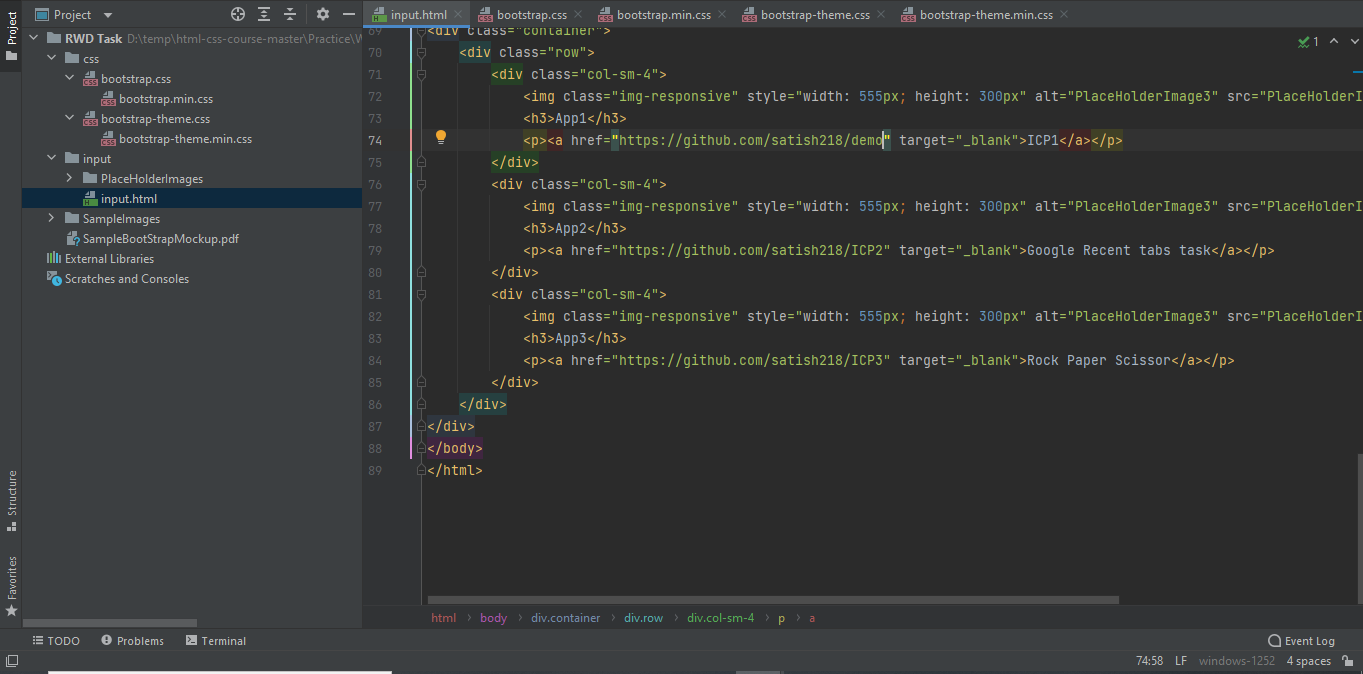 Project
input.html
bootstrap.css
bootstrap.min.css
bootstrap-theme.css
bootstrap-theme.min.css
Project
RWD Task D:\temp\html-css-course-master\Practice\W
css
bootstrap.css
bootstrap.min.css
bootstrap-theme.css
bootstrap-theme.min.css
input
PlaceHolderImages
input.html
SampleImages
SampleBootStrapMockup.pdf
External Libraries
Scratches and Consoles
Structure
Favorites
1
69 <div class="container">
70 <div class="row">
71 <div class="col-sm-4">
72 <img class="img-responsive" style="width: 555px; height: 300px" alt="PlaceHolderImage3" src="PlaceHolderI
73 <h3>App1</h3>
74 <p><a href="https://github.com/satish218/demo" target="_blank">ICP1</a></p>
75 </div>
76 <div class="col-sm-4">
77 <img class="img-responsive" style="width: 555px; height: 300px" alt="PlaceHolderImage3" src="PlaceHolderI
78 <h3>App2</h3>
79 <p><a href="https://github.com/satish218/ICP2" target="_blank">Google Recent tabs task</a></p>
80 </div>
81 <div class="col-sm-4">
82 <img class="img-responsive" style="width: 555px; height: 300px" alt="PlaceHolderImage3" src="PlaceHolderI
83 <h3>App3</h3>
84 <p><a href="https://github.com/satish218/ICP3" target="_blank">Rock Paper Scissor</a></p>
85 </div>
86 </div>
87 </div>
88 </body>
89 </html>
html > body > div.container > div.row > div.col-sm-4 > p > a
TODO
Problems
Terminal
Event Log
74:58 LF windows-1252 4 spaces